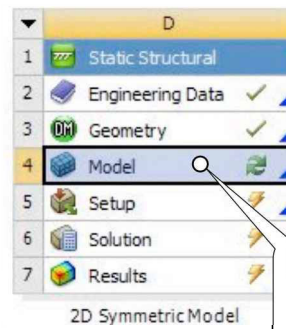 D
1 Static Structural
2 Engineering Data
3 DM Geometry
4 Model
5 Setup
6 Solution
7 Results
2D Symmetric Model